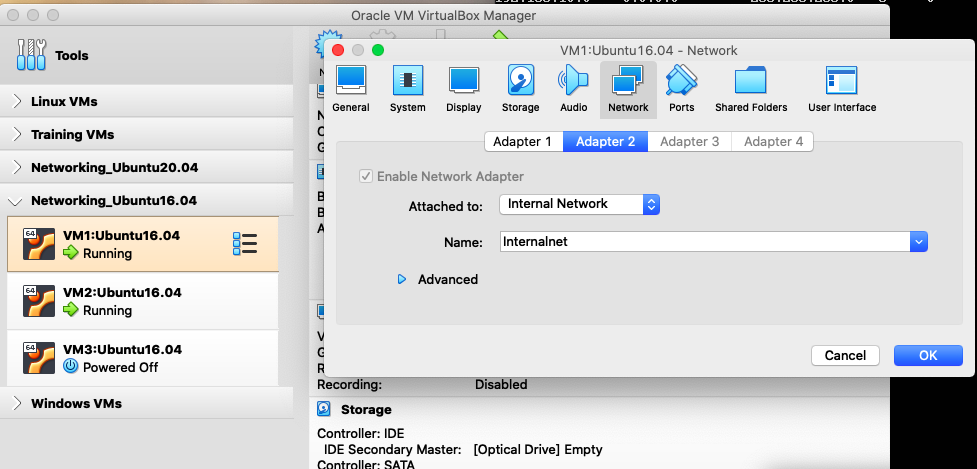 Oracle VM VirtualBox Manager
Tools
Linux VMs
Training VMs
Networking_Ubuntu20.04
Networking_Ubuntu16.04
64
VM1:Ubuntu16.04
Running
64
VM2:Ubuntu16.04
Running
64
VM3:Ubuntu16.04
Powered Off
Windows VMs
VM1:Ubuntu16.04 - Network
General System Display Storage Audio Network Ports Shared Folders User Interface
Adapter 1 Adapter 2 Adapter 3 Adapter 4
Enable Network Adapter
Attached to: Internal Network
Name: Internalnet
Advanced
Cancel OK
Recording: Disabled
Storage
Controller: IDE
IDE Secondary Master: [Optical Drive] Empty
Controller: SATA